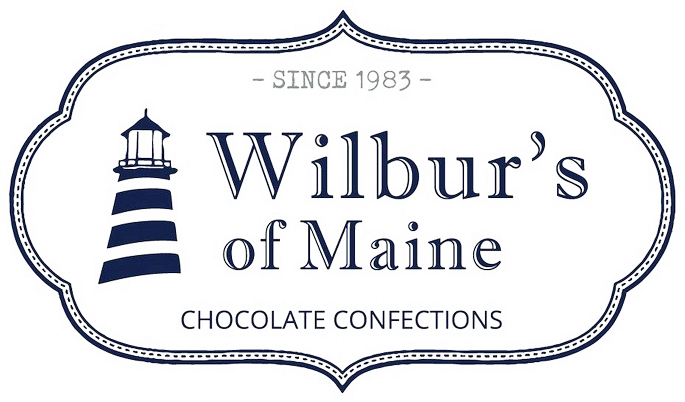 – SINCE 1983 –
Wilbur's
of Maine
CHOCOLATE CONFECTIONS